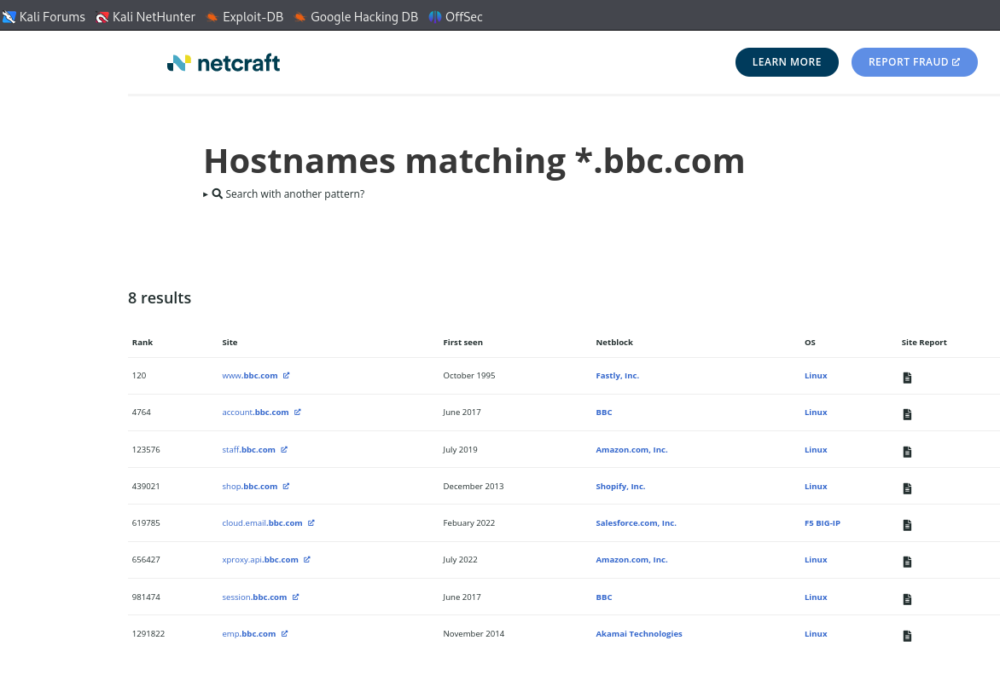 Kali Forums Kali NetHunter Exploit-DB Google Hacking DB OffSec
netcraft LEARN MORE REPORT FRAUD
Hostnames matching *.bbc.com
Search with another pattern?
8 results
Rank Site First seen Netblock OS Site Report
120 www.bbc.com October 1995 Fastly, Inc. Linux
4764 account.bbc.com June 2017 BBC Linux
123576 staff.bbc.com July 2019 Amazon.com, Inc. Linux
439021 shop.bbc.com December 2013 Shopify, Inc. Linux
619785 cloud.email.bbc.com Febuary 2022 Salesforce.com, Inc. F5 BIG-IP
656427 xproxy.api.bbc.com July 2022 Amazon.com, Inc. Linux
981474 session.bbc.com June 2017 BBC Linux
1291822 emp.bbc.com November 2014 Akamai Technologies Linux